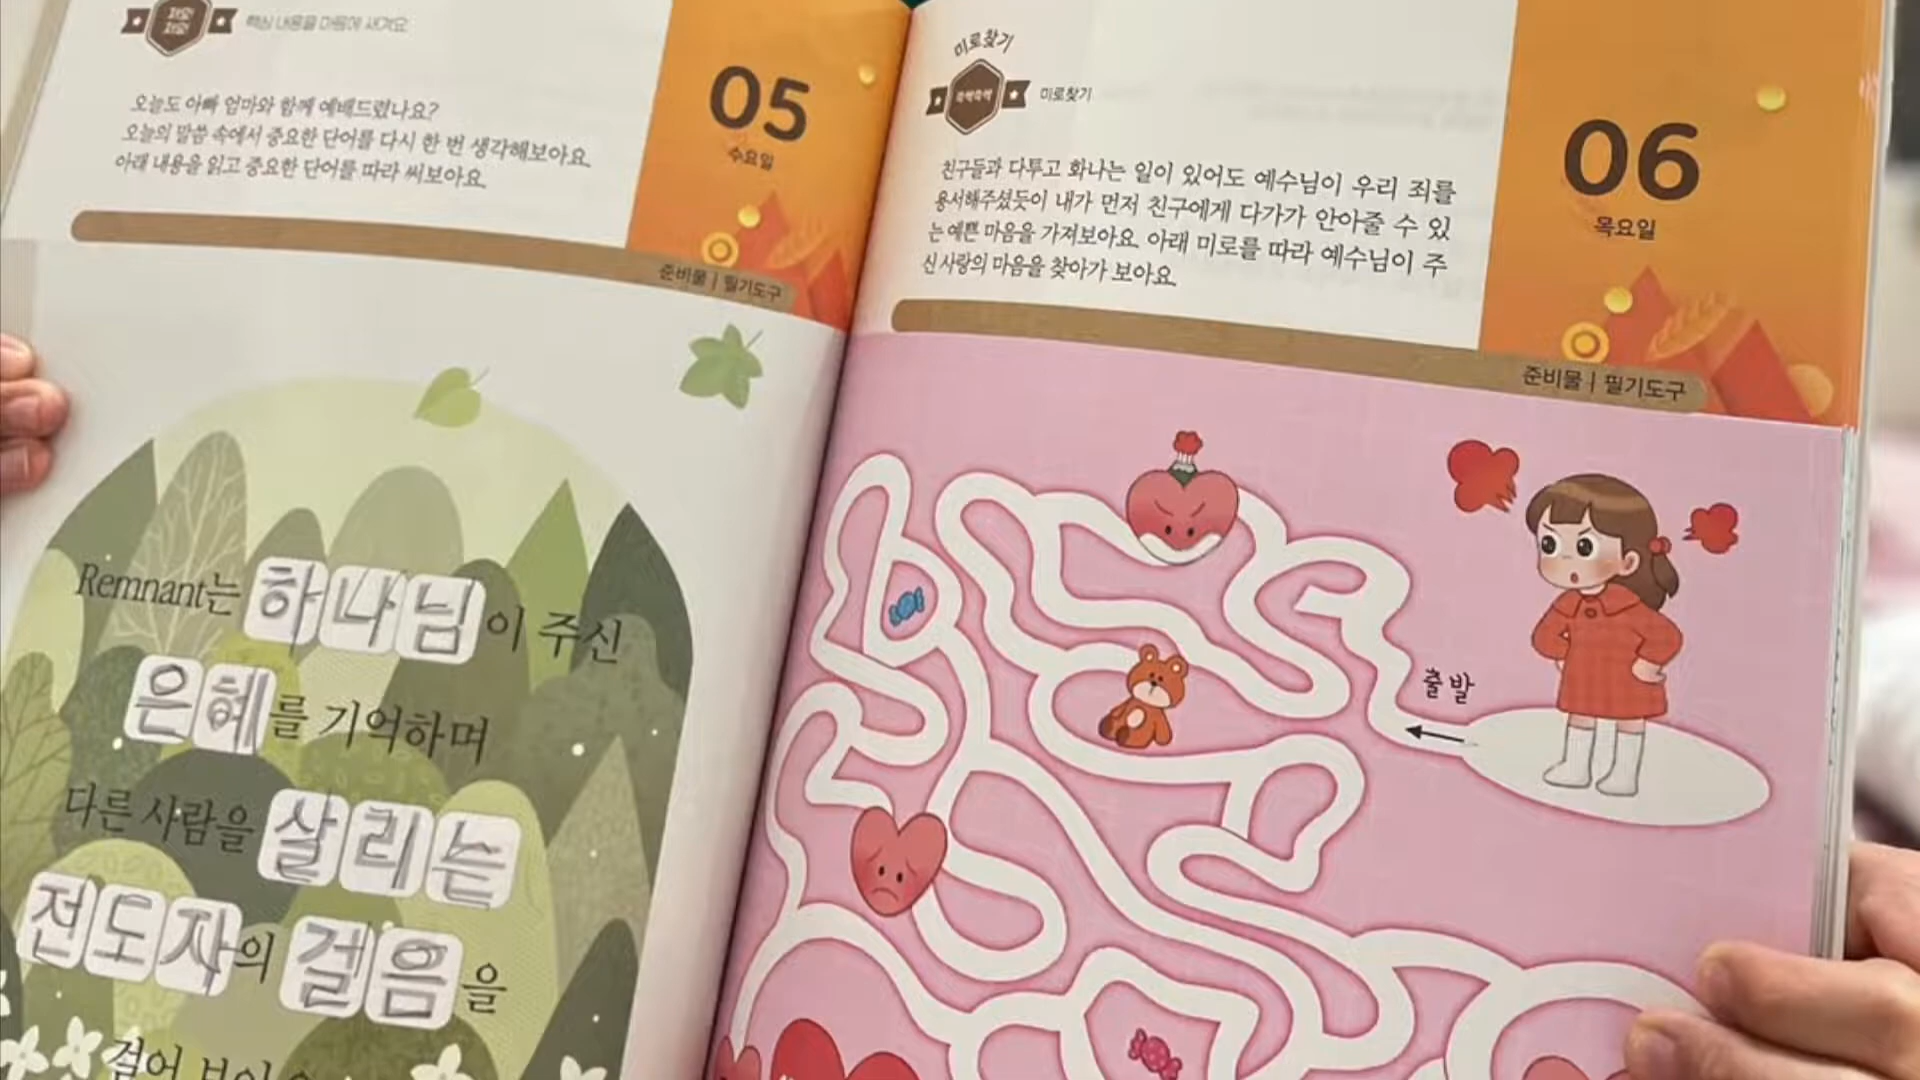 핵심 내용을 마음에 새겨요
오늘도 아빠 엄마와 함께 예배드렸나요?
오늘의 말씀 속에서 중요한 단어를 다시 한 번 생각해보아요.
아래 내용을 읽고 중요한 단어를 따라 써보아요.
05
수요일
준비물 | 필기도구
Remnant는 하나님이 주신
은혜를 기억하며
다른 사람을 살리는
전도자의 걸음을
걸어
미로찾기
미로찾기
친구들과 다투고 화나는 일이 있어도 예수님이 우리 죄를
용서해주셨듯이 내가 먼저 친구에게 다가가 안아줄 수 있
는 예쁜 마음을 가져보아요. 아래 미로를 따라 예수님이 주
신 사랑의 마음을 찾아가 보아요.
06
목요일
준비물 | 필기도구
출발